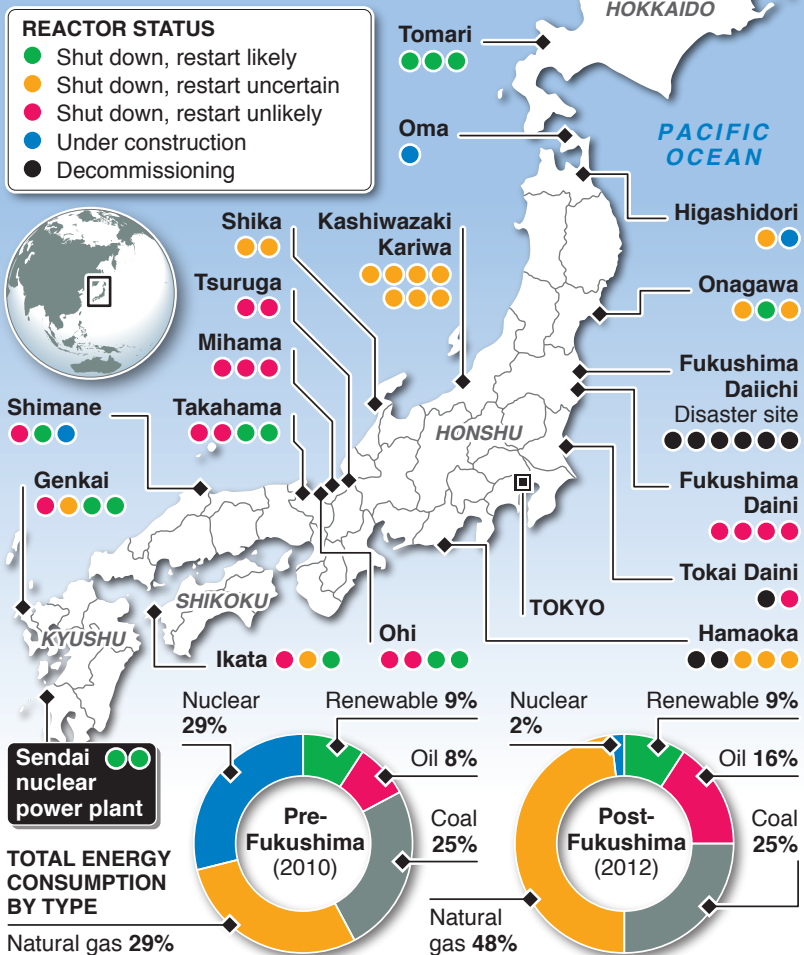 REACTOR STATUS
Shut down, restart likely
Shut down, restart uncertain
Shut down, restart unlikely
Under construction
Decommissioning
HOKKAIDO
Tomari
Oma
PACIFIC
OCEAN
Higashidori
Shika
Kashiwazaki
Kariwa
Tsuruga
Onagawa
Mihama
Fukushima
Daiichi
Disaster site
Shimane
Takahama
HONSHU
Genkai
Fukushima
Daini
Tokai Daini
SHIKOKU
TOKYO
KYUSHU
Hamaoka
Ikata
Ohi
Sendai
nuclear
power plant
TOTAL ENERGY
CONSUMPTION
BY TYPE
Nuclear
29%
Renewable 9%
Oil 8%
Coal
25%
Pre-
Fukushima
(2010)
Natural gas 29%
Nuclear
2%
Renewable 9%
Oil 16%
Coal
25%
Post-
Fukushima
(2012)
Natural
gas 48%